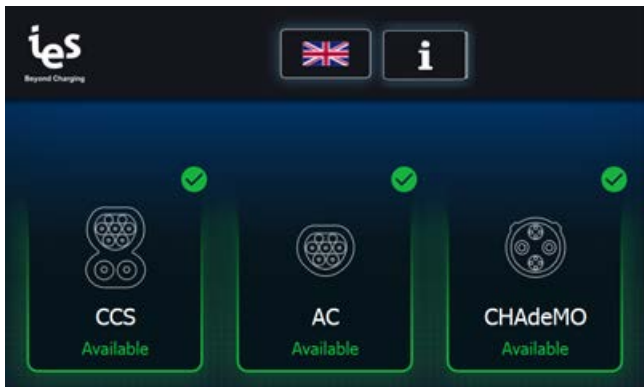 ies
Beyond Charging
i
CCS
Available
AC
Available
CHAdeMO
Available